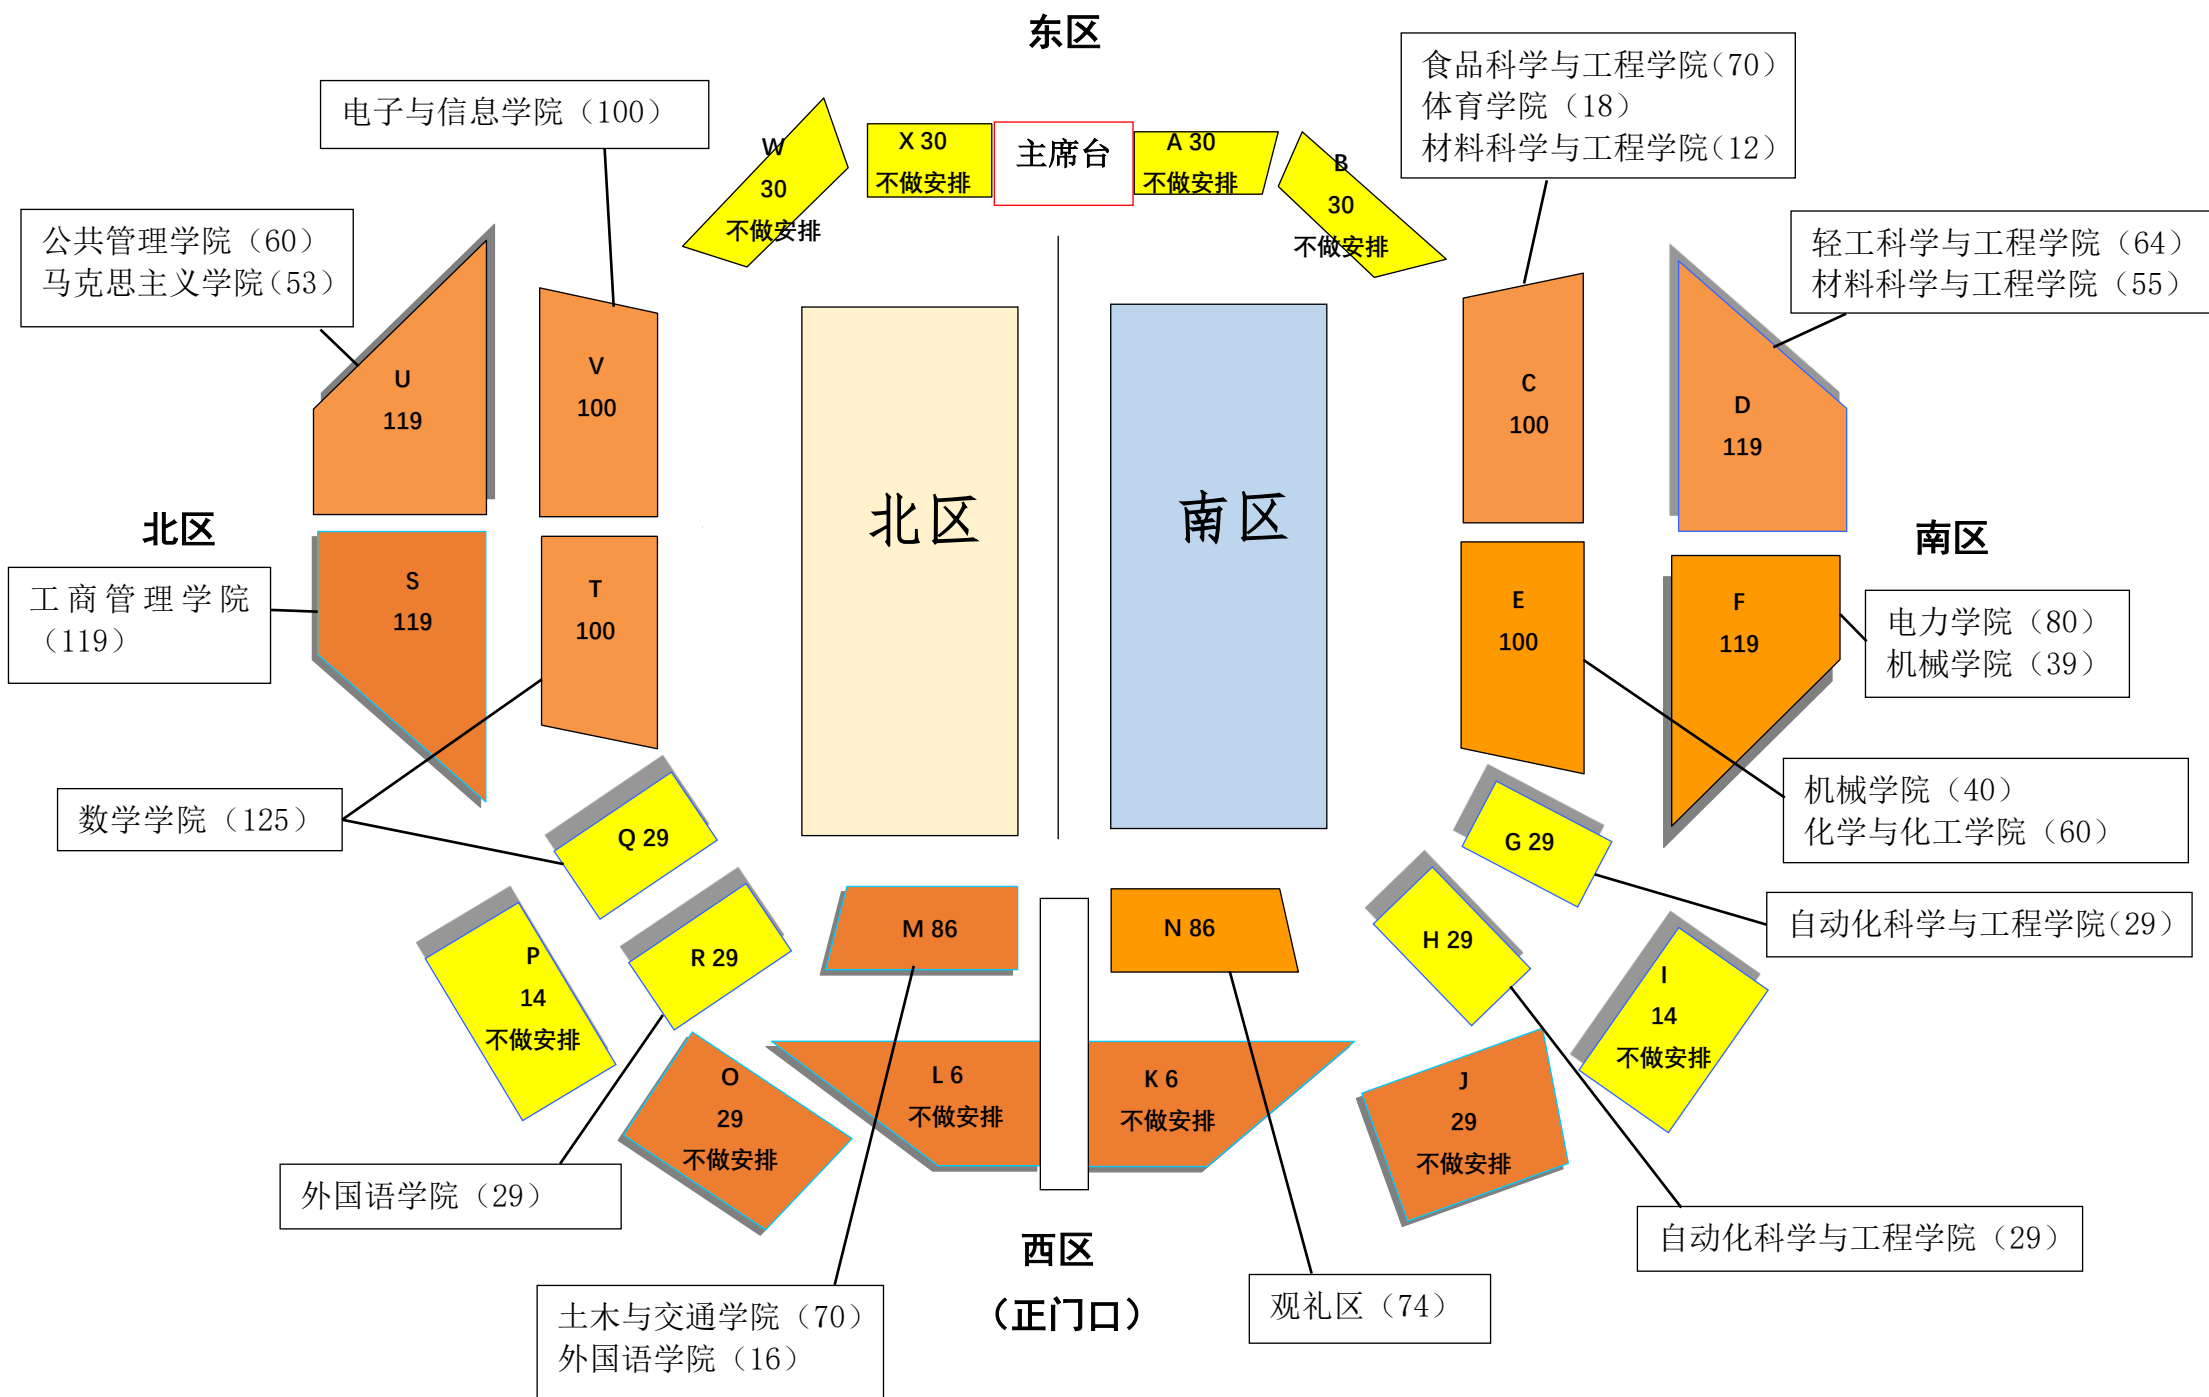 东区
食品科学与工程学院(70)
体育学院（18）
材料科学与工程学院(12)
电子与信息学院（100）
W
30
不做安排
X 30
不做安排
主席台
A 30
不做安排
B
30
不做安排
公共管理学院（60）
马克思主义学院(53)
轻工科学与工程学院（64）
材料科学与工程学院（55）
U
119
V
100
C
100
D
119
北区
北区
南区
南区
工商管理学院
（119）
S
119
T
100
E
100
F
119
电力学院（80）
机械学院（39）
数学学院（125）
Q 29
G 29
机械学院（40）
化学与化工学院（60）
P
14
不做安排
R 29
M 86
N 86
H 29
I
14
不做安排
自动化科学与工程学院(29）
O
29
不做安排
L 6
不做安排
K 6
不做安排
J
29
不做安排
外国语学院（29）
西区
（正门口）
自动化科学与工程学院（29）
土木与交通学院（70）
外国语学院（16）
观礼区（74）